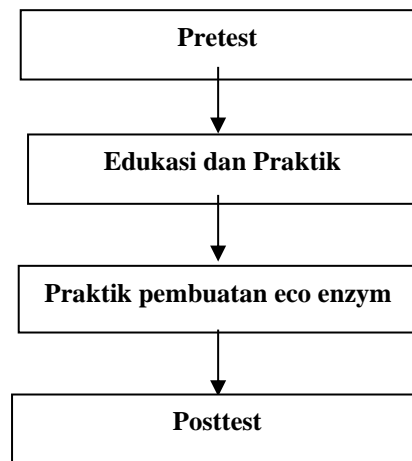 Pretest
Edukasi dan Praktik
Praktik pembuatan eco enzym
Posttest